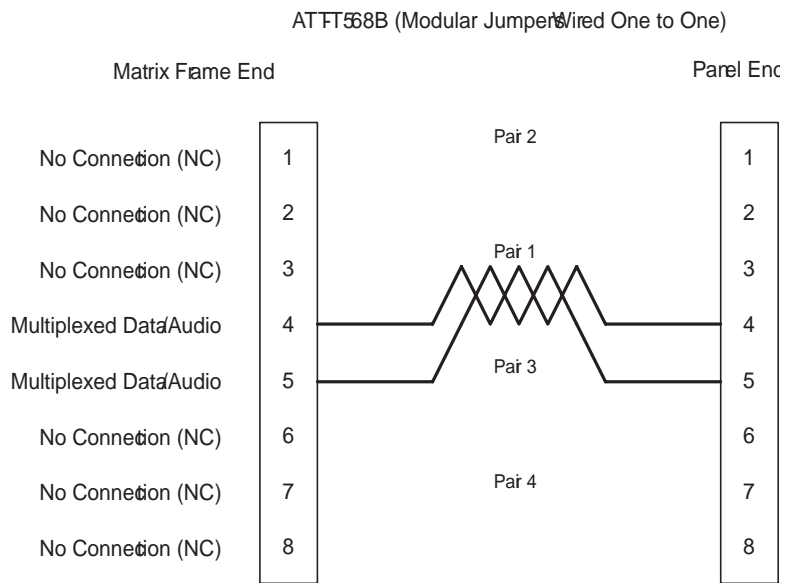 ATT-T568B (Modular Jumpers Wired One to One)
Matrix Frame End
Panel End
Pair 2
No Connection (NC) 1 1
No Connection (NC) 2 2
Pair 1
No Connection (NC) 3 3
Multiplexed Data/Audio 4 4
Pair 3
Multiplexed Data/Audio 5 5
No Connection (NC) 6 6
Pair 4
No Connection (NC) 7 7
No Connection (NC) 8 8